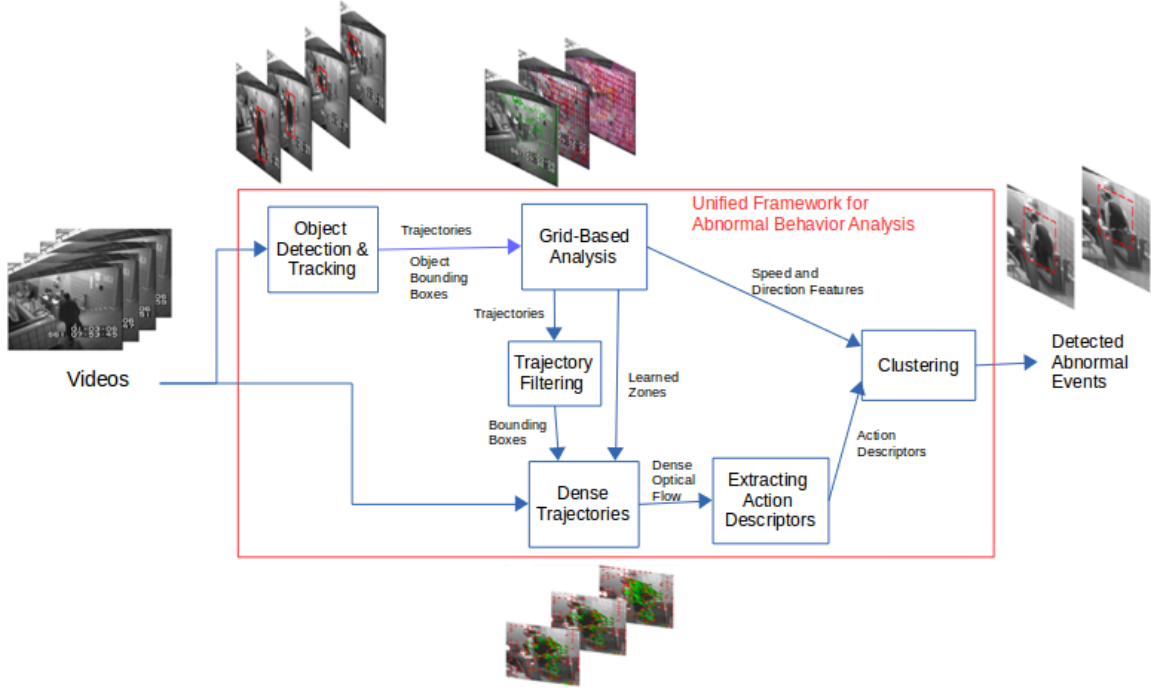 Unified Framework for
Abnormal Behavior Analysis
Object
Detection &
Tracking
Trajectories
Object
Bounding
Boxes
Grid-Based
Analysis
Speed and
Direction Features
Trajectories
Trajectory
Filtering
Learned
Zones
Bounding
Boxes
Videos
Clustering
Detected
Abnormal
Events
Action
Descriptors
Dense
Trajectories
Dense
Optical
Flow
Extracting
Action
Descriptors